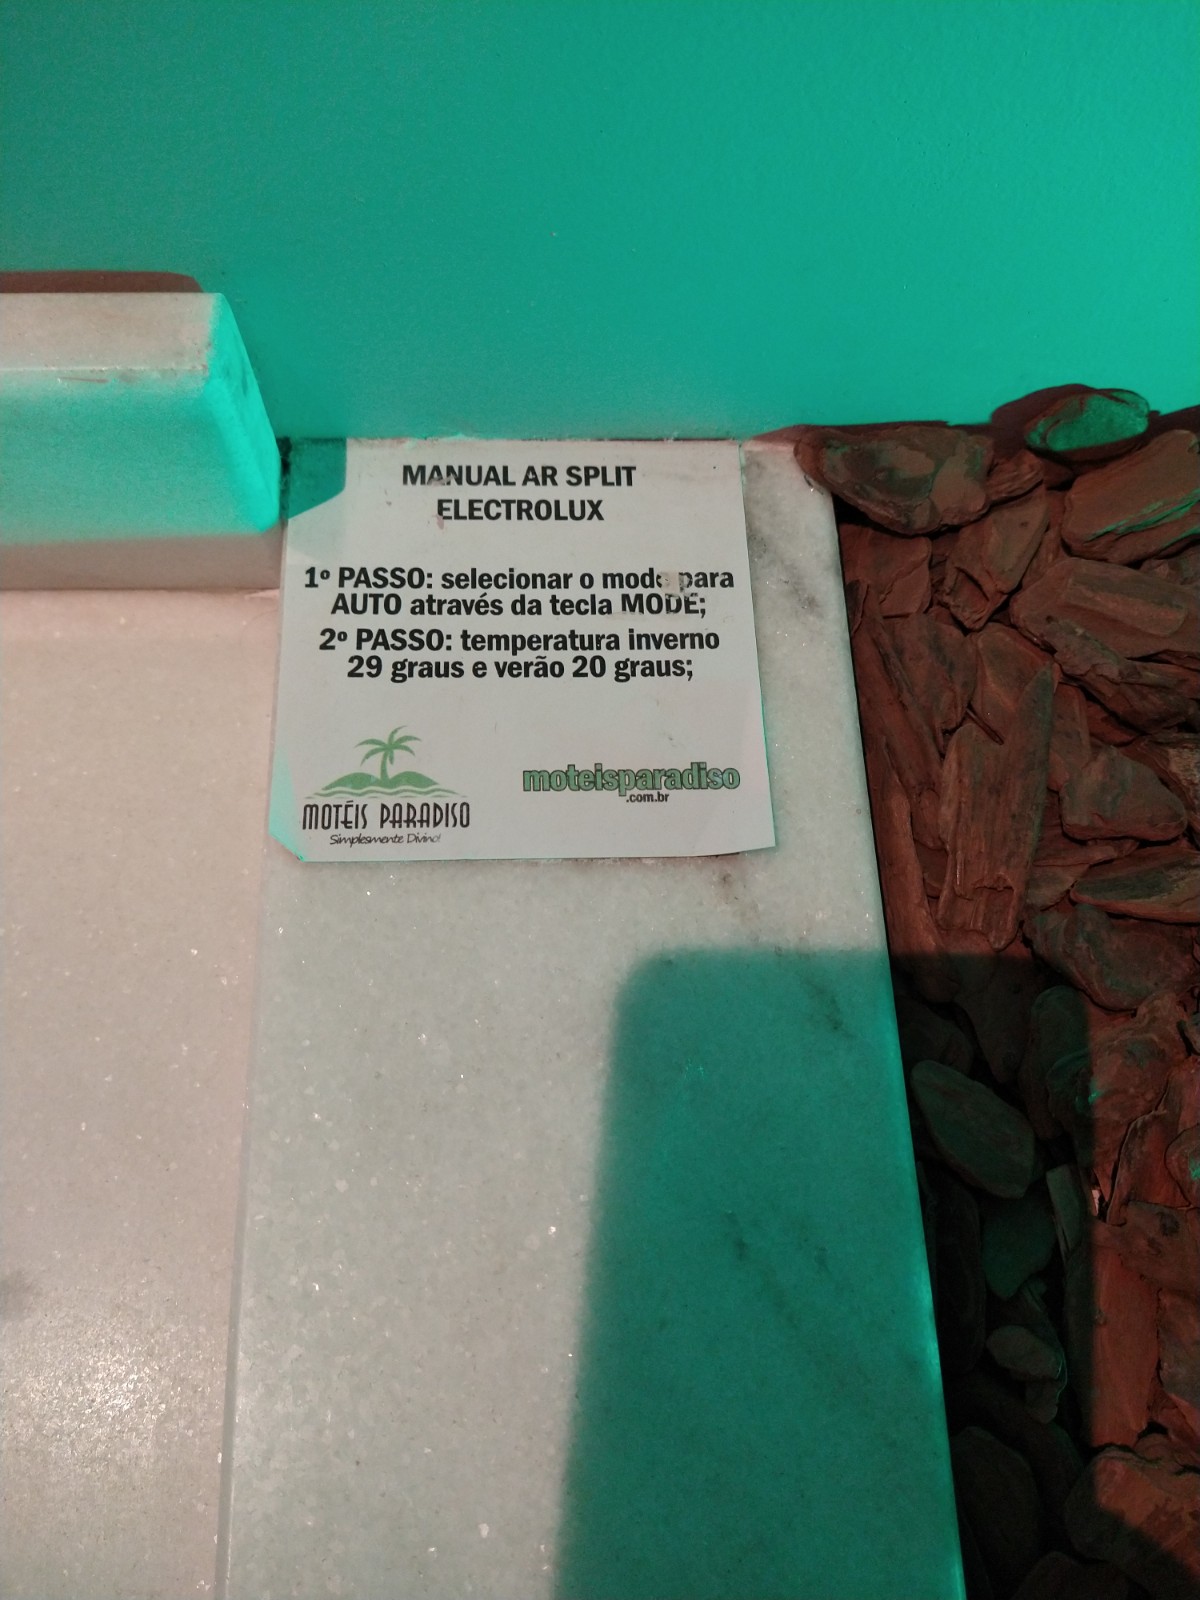 MANUAL AR SPLIT
ELECTROLUX
1º PASSO: selecionar o modo para
AUTO através da tecla MODE;
2º PASSO: temperatura inverno
29 graus e verão 20 graus;
MOTÉIS PARADISO
Simplesmente Divino!
moteisparadiso
.com.br